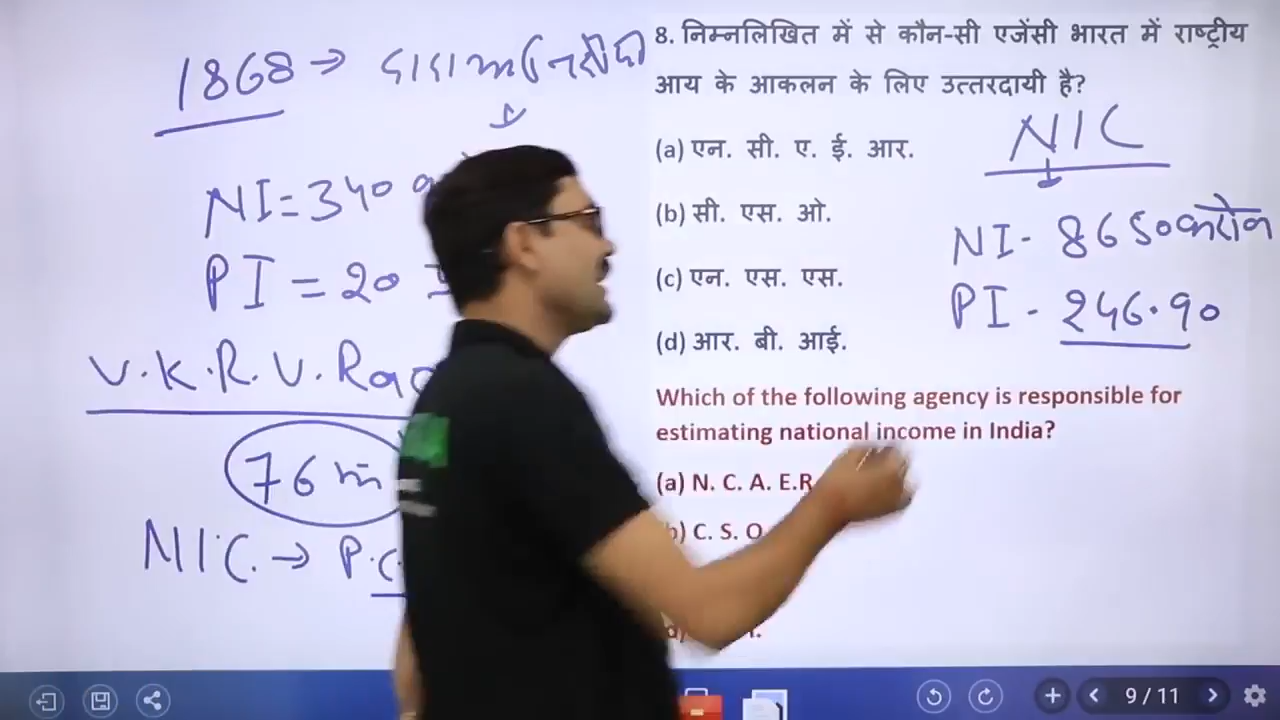 1868 → दादाभाई नौरोजी
NI = 340
PI = 20
V.K.R.V. Rao
76
N.I.C. → P.C.
8. निम्नलिखित में से कौन-सी एजेंसी भारत में राष्ट्रीय
आय के आकलन के लिए उत्तरदायी है?
(a) एन. सी. ए. ई. आर.
(b) सी. एस. ओ.
(c) एन. एस. एस.
(d) आर. बी. आई.
NIC
NI - 8650 करोड
PI - 246.90
Which of the following agency is responsible for
estimating national income in India?
(a) N. C. A. E.R
b) C. S. O.
9 / 11